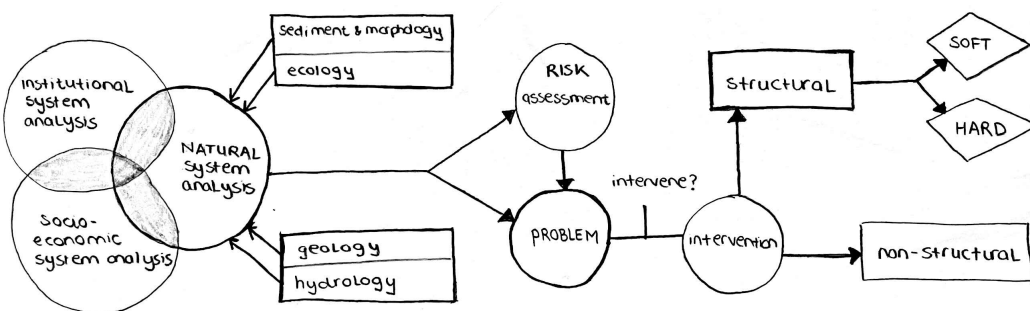 Institutional
system
analysis
NATURAL
system
analysis
Socio-
economic
system analysis
sediment & morphology
ecology
geology
hydrology
RISK
assessment
PROBLEM
intervene?
intervention
structural
SOFT
HARD
non-structural